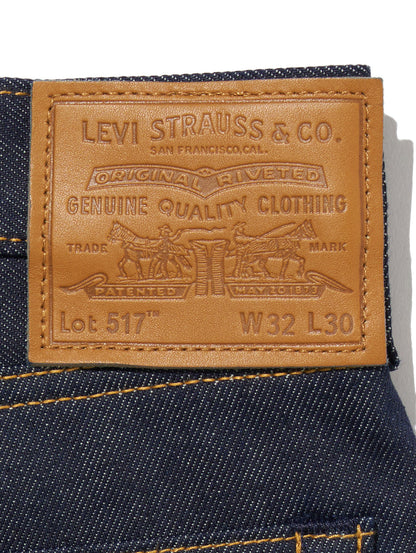 LEVI STRAUSS & CO.
SAN FRANCISCO, CAL.
ORIGINAL RIVETED
GENUINE QUALITY CLOTHING
TRADE MARK
PATENTED MAY 20 1873
Lot 517™ W32 L30